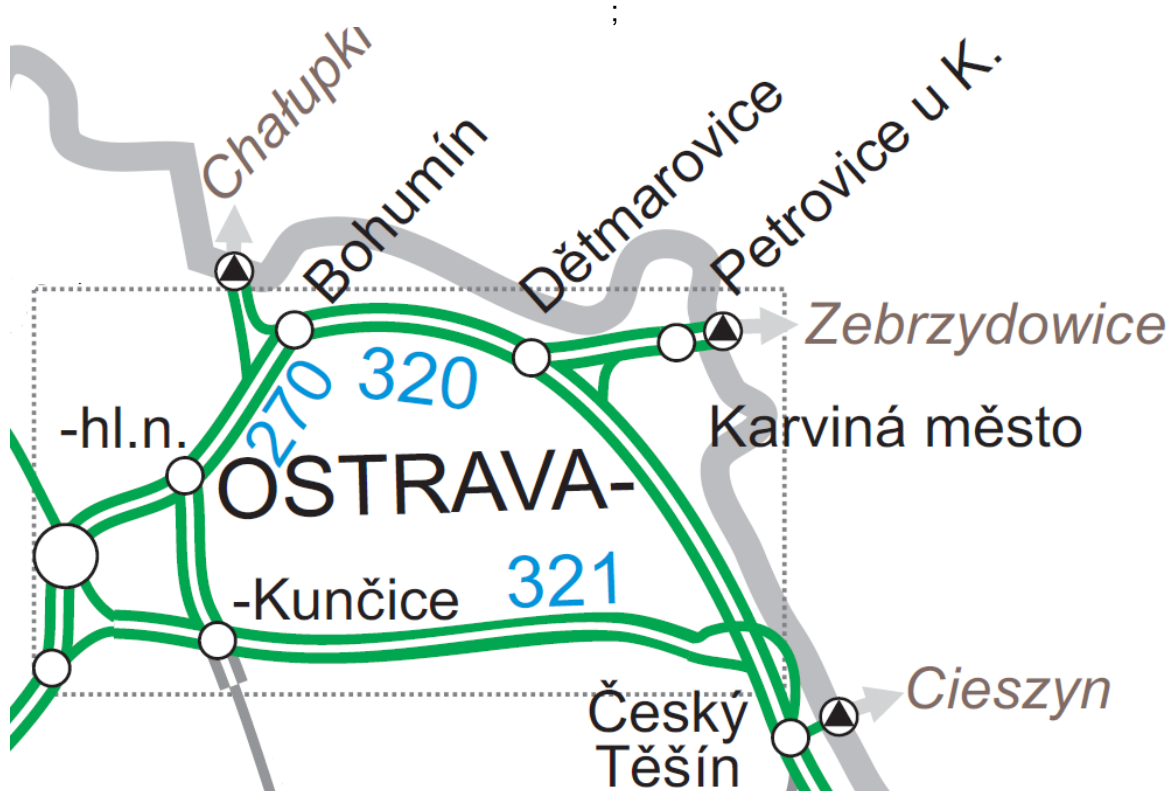 ;
Chałupki
Bohumín
Dětmarovice
Petrovice u K.
Zebrzydowice
320
270
-hl.n.
Karviná město
OSTRAVA-
321
-Kunčice
Cieszyn
Český
Těšín